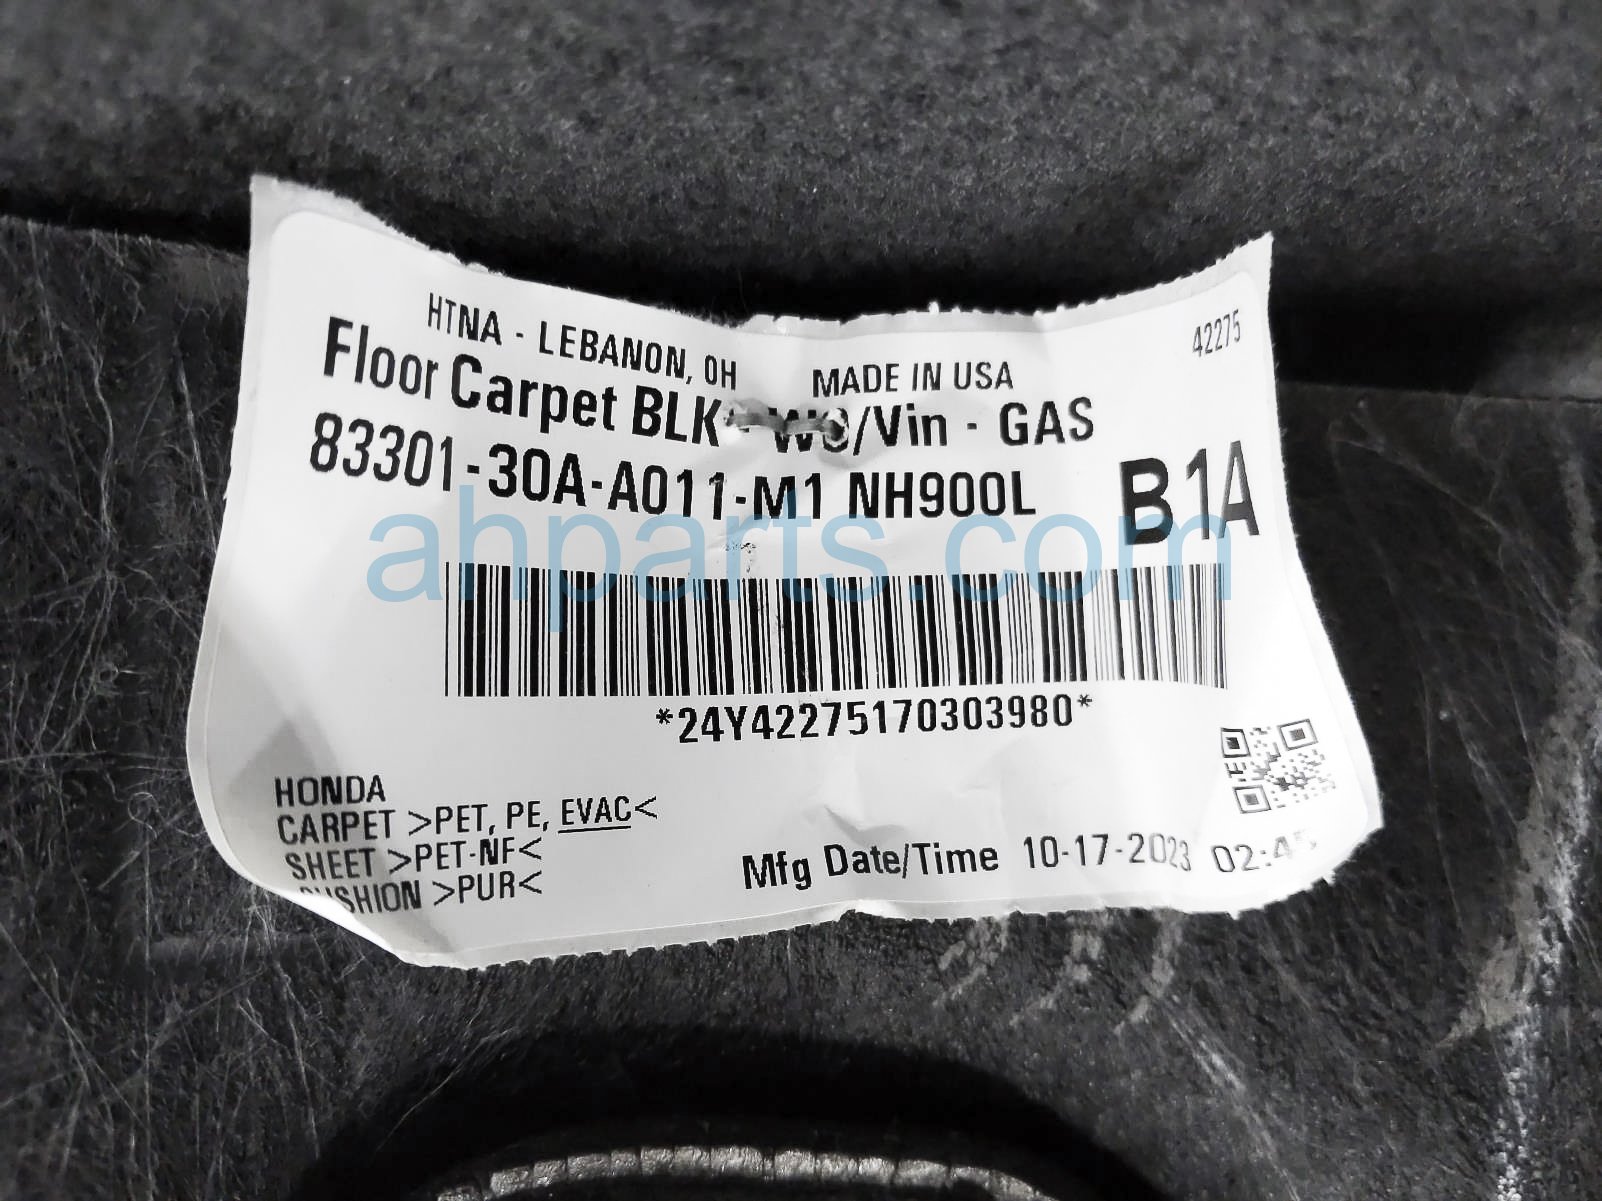 HTNA - LEBANON, OH MADE IN USA 42275
Floor Carpet BLK - /Vin - GAS
83301-30A-A011-M1 NH900L B1A
ahparts.com
*24Y42275170303980*
HONDA
CARPET >PET, PE, EVAC<
SHEET >PET-NF<
>PUR<
Mfg Date/Time 10-17-2023